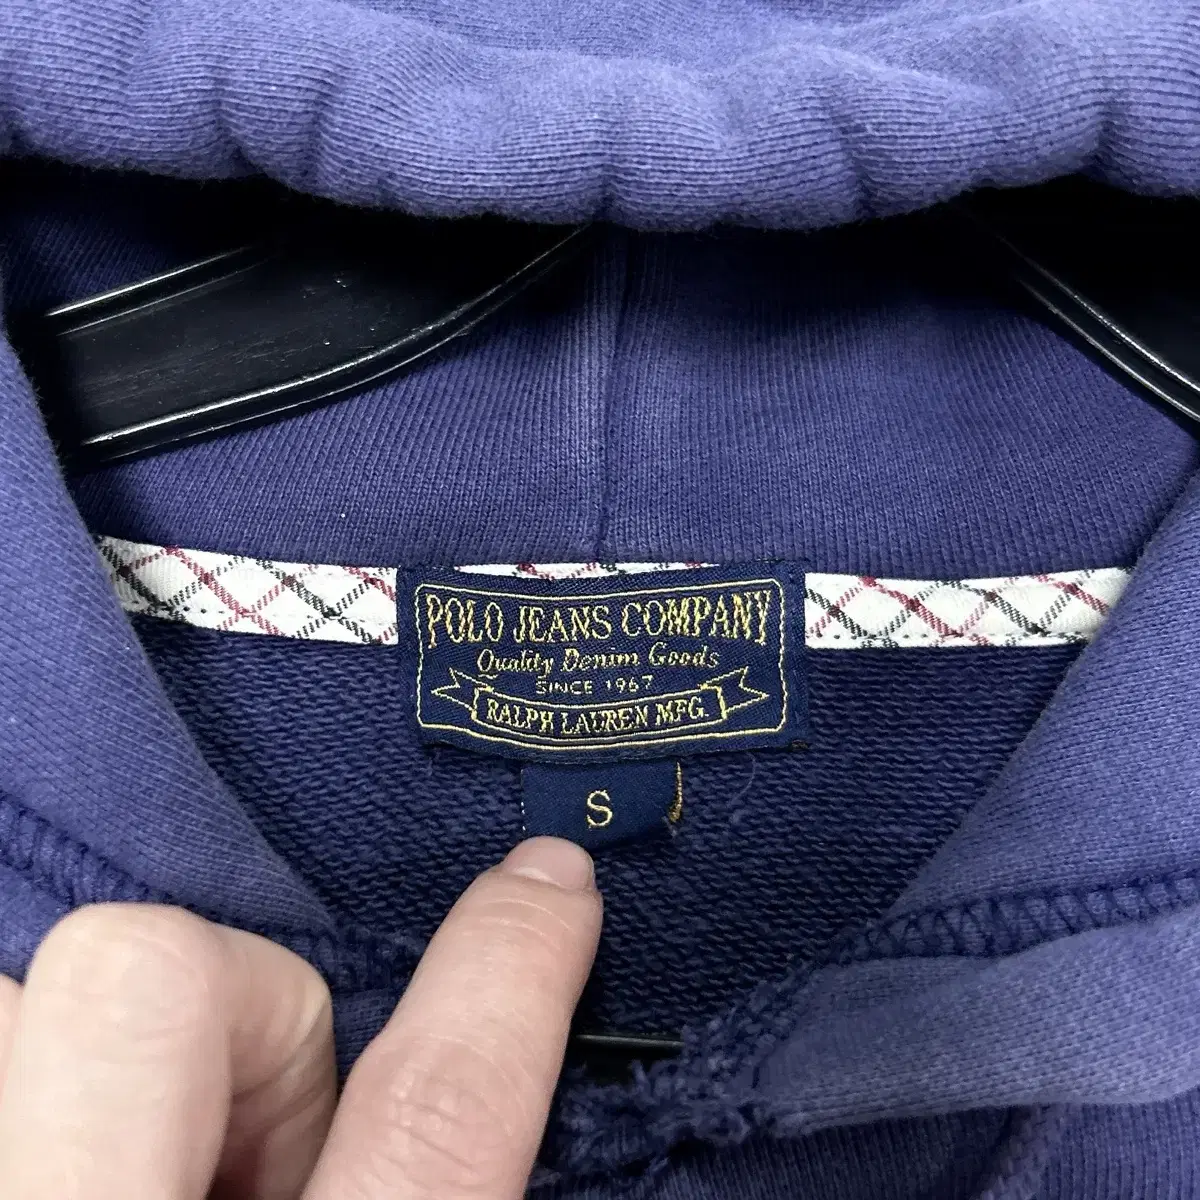 POLO JEANS COMPANY
Quality Denim Goods
SINCE 1967
RALPH LAUREN MFG.
S